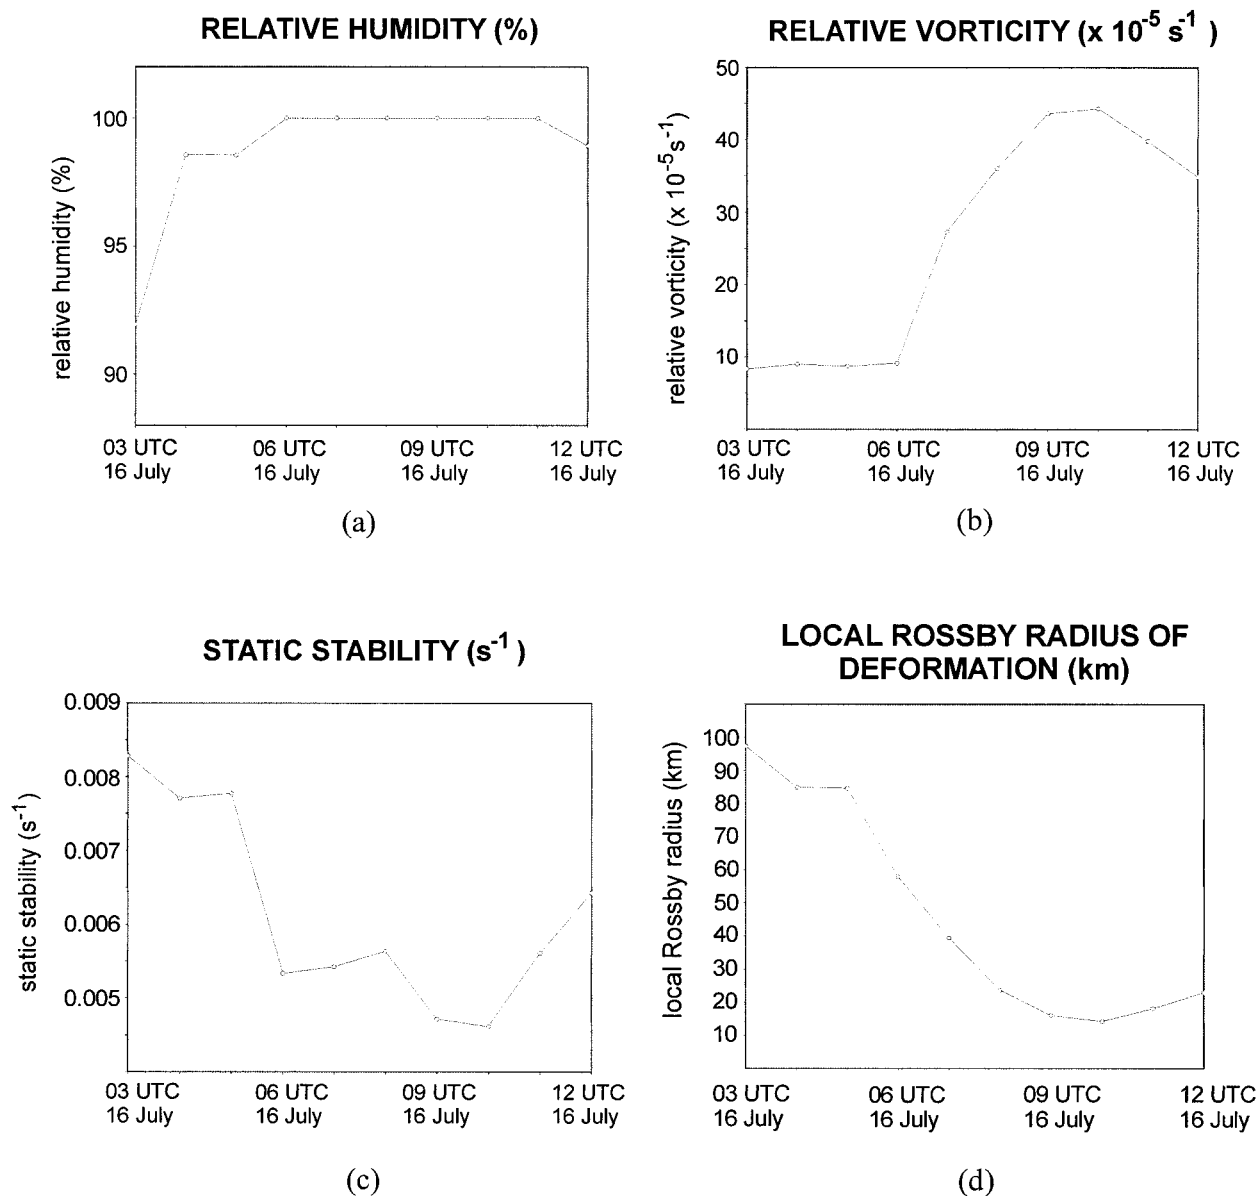 RELATIVE HUMIDITY (%)
relative humidity (%)
100
95
90
03 UTC 06 UTC 09 UTC 12 UTC
16 July 16 July 16 July 16 July
(a)
RELATIVE VORTICITY (x 10⁻⁵ s⁻¹ )
relative vorticity (x 10⁻⁵s⁻¹)
50
40
30
20
10
03 UTC 06 UTC 09 UTC 12 UTC
16 July 16 July 16 July 16 July
(b)
STATIC STABILITY (s⁻¹ )
static stability (s⁻¹)
0.009
0.008
0.007
0.006
0.005
03 UTC 06 UTC 09 UTC 12 UTC
16 July 16 July 16 July 16 July
(c)
LOCAL ROSSBY RADIUS OF
DEFORMATION (km)
local Rossby radius (km)
100
90
80
70
60
50
40
30
20
10
03 UTC 06 UTC 09 UTC 12 UTC
16 July 16 July 16 July 16 July
(d)